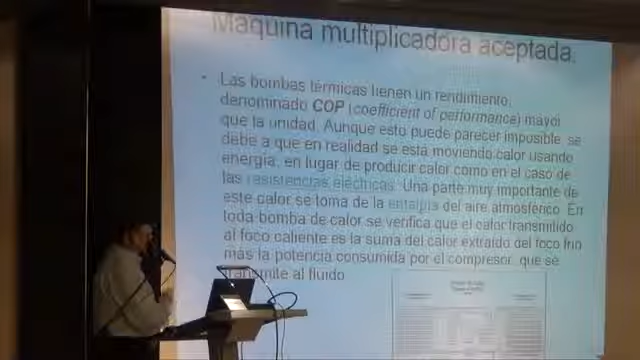 Maquina multiplicadora aceptada.
• Las bombas térmicas tienen un rendimiento,
denominado COP (coefficient of performance) mayor
que la unidad. Aunque esto puede parecer imposible, se
debe a que en realidad se está moviendo calor usando
energía, en lugar de producir calor como en el caso de
las resistencias eléctricas. Una parte muy importante de
este calor se toma de la entalpía del aire atmosférico. En
toda bomba de calor se verifica que el calor transmitido
al foco caliente es la suma del calor extraído del foco frío
más la potencia consumida por el compresor, que se
transmite al fluido